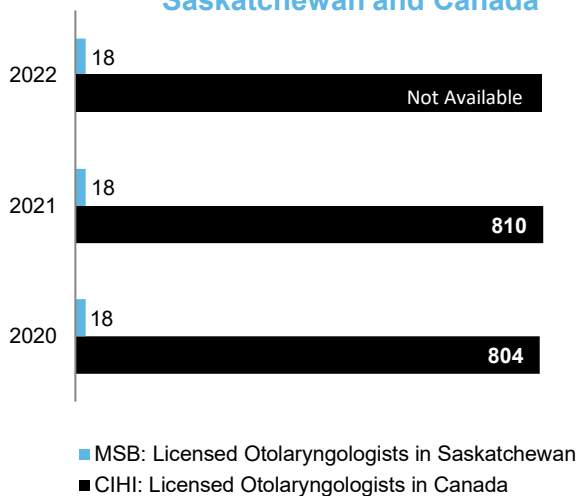 Saskatchewan and Canada
2022
18
Not Available
2021
18
810
2020
18
804
MSB: Licensed Otolaryngologists in Saskatchewan
CIHI: Licensed Otolaryngologists in Canada